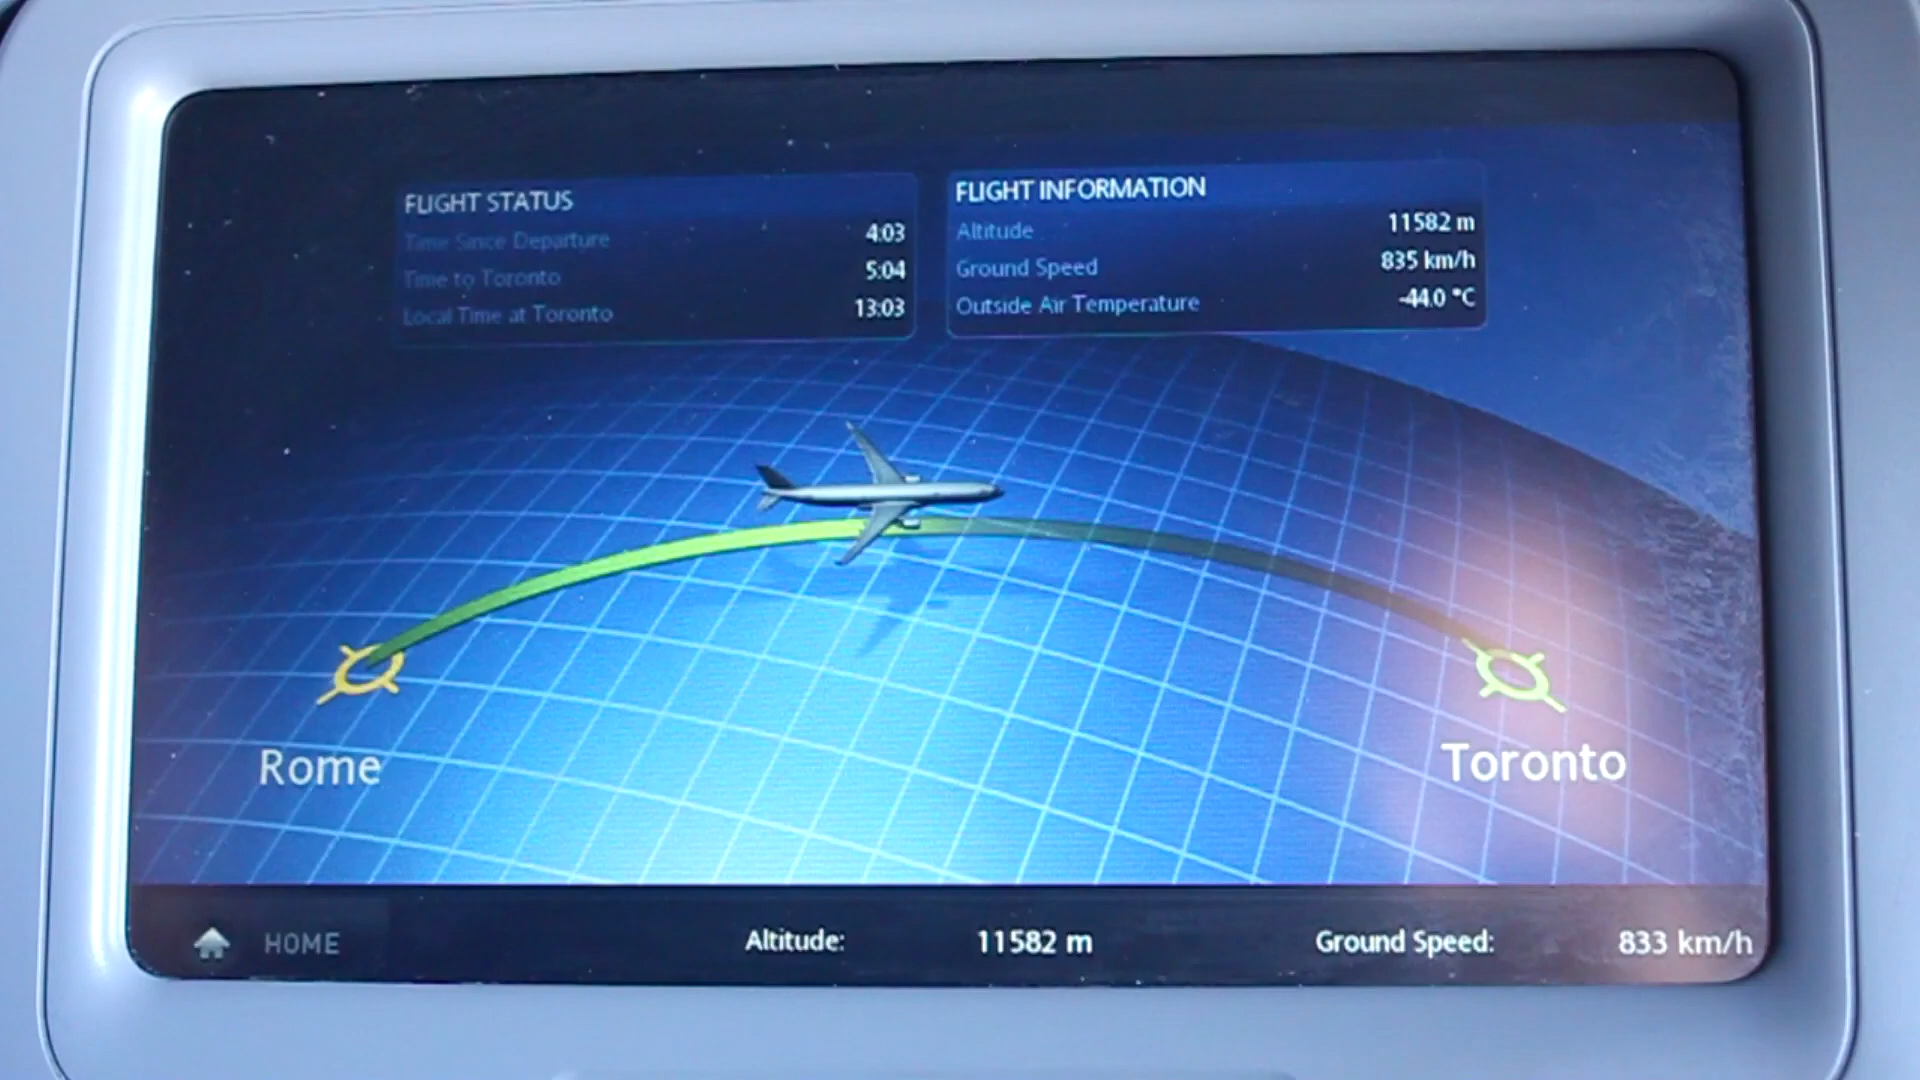 FLIGHT STATUS
Time Since Departure 4:03
Time to Toronto 5:04
Local Time at Toronto 13:03
FLIGHT INFORMATION
Altitude 11582 m
Ground Speed 835 km/h
Outside Air Temperature -44.0 °C
Rome
Toronto
HOME
Altitude: 11582 m
Ground Speed: 833 km/h